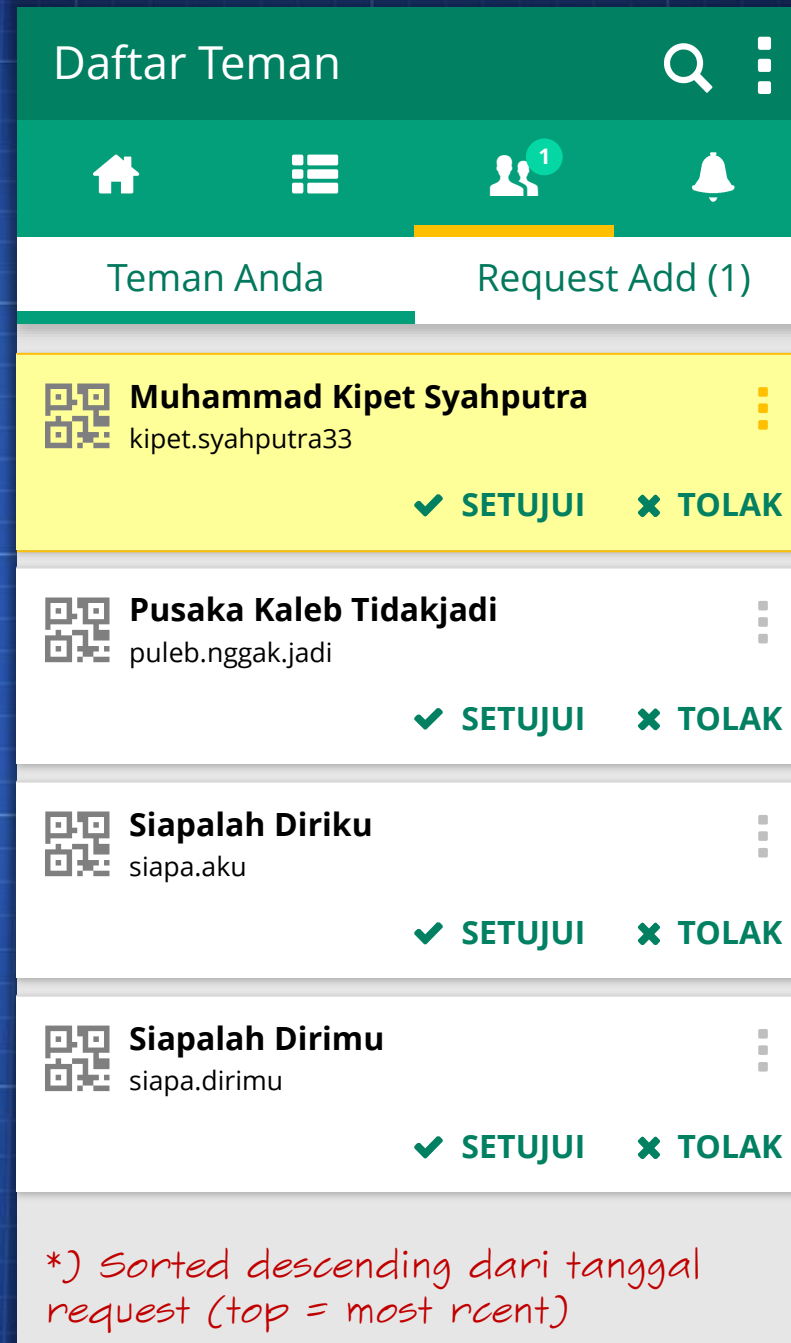 Daftar Teman
1
Teman Anda
Request Add (1)
Muhammad Kipet Syahputra
kipet.syahputra33
SETUJUI
TOLAK
Pusaka Kaleb Tidakjadi
puleb.nggak.jadi
SETUJUI
TOLAK
Siapalah Diriku
siapa.aku
SETUJUI
TOLAK
Siapalah Dirimu
siapa.dirimu
SETUJUI
TOLAK
*) Sorted descending dari tanggal
request (top = most rcent)